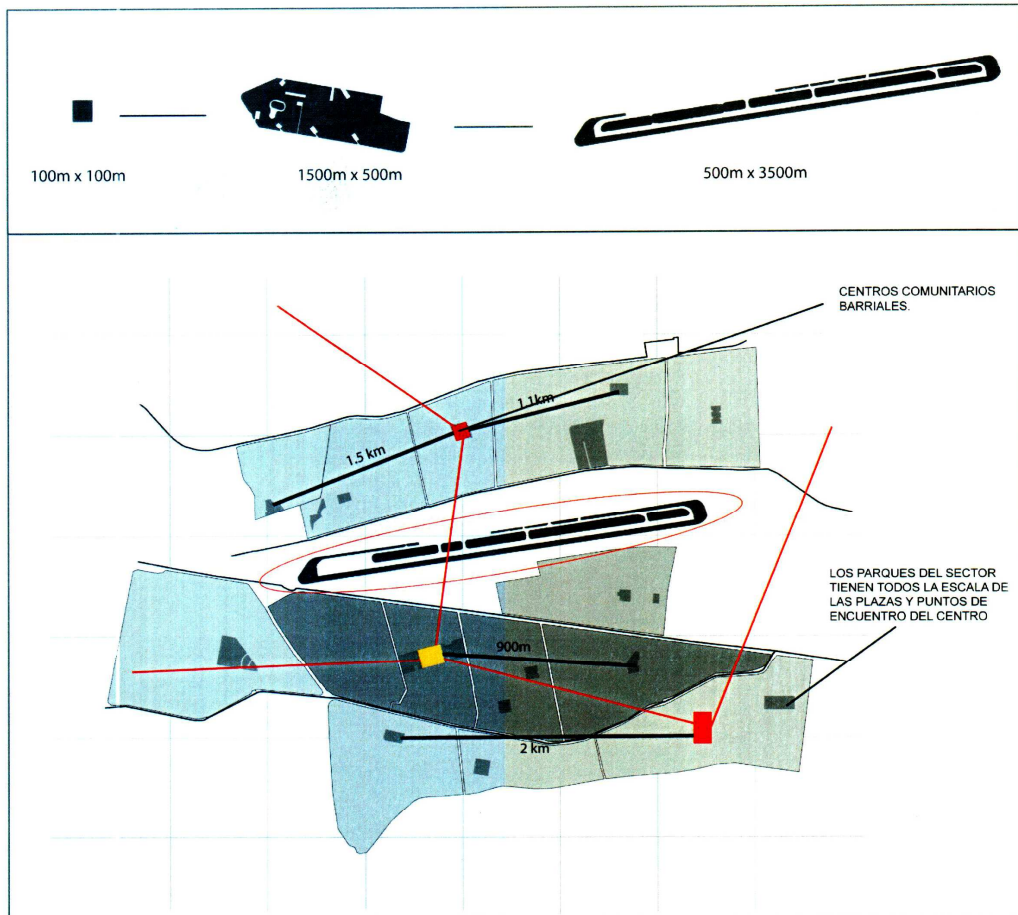 100m x 100m
1500m x 500m
500m x 3500m
CENTROS COMUNITARIOS
BARRIALES.
1.1km
1.5 km
LOS PARQUES DEL SECTOR
TIENEN TODOS LA ESCALA DE
LAS PLAZAS Y PUNTOS DE
ENCUENTRO DEL CENTRO
900m
2 km